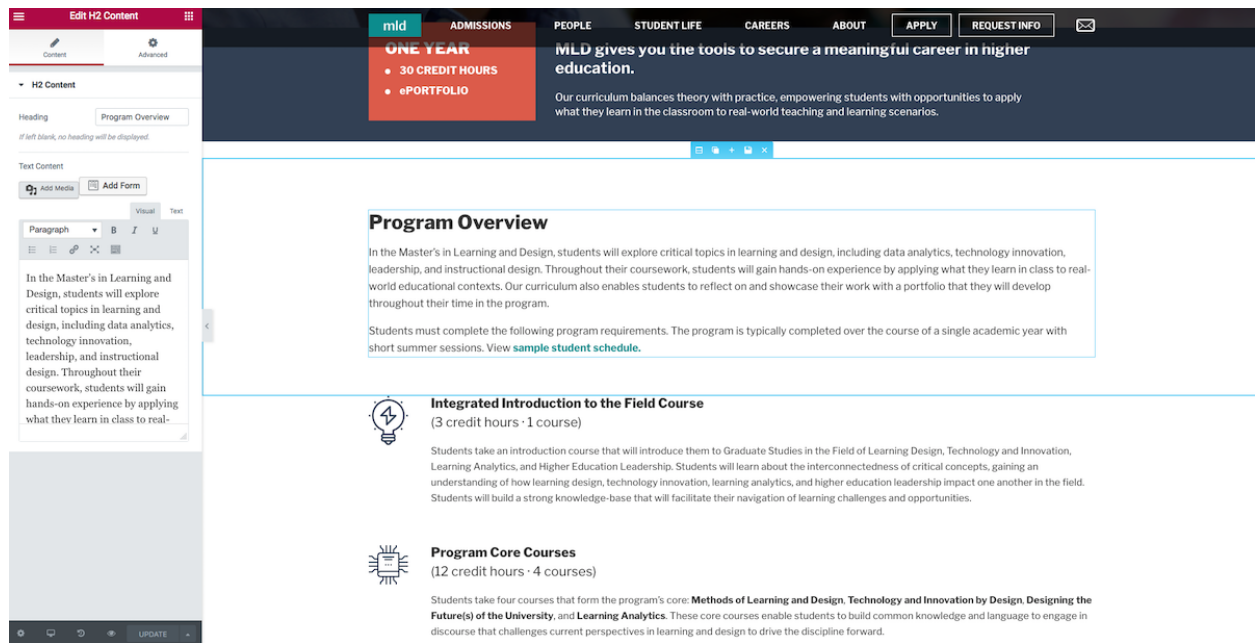 Edit H2 Content
Content
Advanced
H2 Content
Heading
Program Overview
If left blank, no heading will be displayed.
Text Content
Add Media
Add Form
Visual
Text
Paragraph
B
I
U
In the Master's in Learning and
Design, students will explore
critical topics in learning and
design, including data analytics,
technology innovation,
leadership, and instructional
design. Throughout their
coursework, students will gain
hands-on experience by applying
what they learn in class to real-
UPDATE
mld
ADMISSIONS
PEOPLE
STUDENT LIFE
CAREERS
ABOUT
APPLY
REQUEST INFO
ONE YEAR
• 30 CREDIT HOURS
• ePORTFOLIO
MLD gives you the tools to secure a meaningful career in higher
education.
Our curriculum balances theory with practice, empowering students with opportunities to apply
what they learn in the classroom to real-world teaching and learning scenarios.
Program Overview
In the Master's in Learning and Design, students will explore critical topics in learning and design, including data analytics, technology innovation,
leadership, and instructional design. Throughout their coursework, students will gain hands-on experience by applying what they learn in class to real-
world educational contexts. Our curriculum also enables students to reflect on and showcase their work with a portfolio that they will develop
throughout their time in the program.
Students must complete the following program requirements. The program is typically completed over the course of a single academic year with
short summer sessions. View sample student schedule.
Integrated Introduction to the Field Course
(3 credit hours · 1 course)
Students take an introduction course that will introduce them to Graduate Studies in the Field of Learning Design, Technology and Innovation,
Learning Analytics, and Higher Education Leadership. Students will learn about the interconnectedness of critical concepts, gaining an
understanding of how learning design, technology innovation, learning analytics, and higher education leadership impact one another in the field.
Students will build a strong knowledge-base that will facilitate their navigation of learning challenges and opportunities.
Program Core Courses
(12 credit hours · 4 courses)
Students take four courses that form the program's core: Methods of Learning and Design, Technology and Innovation by Design, Designing the
Future(s) of the University, and Learning Analytics. These core courses enable students to build common knowledge and language to engage in
discourse that challenges current perspectives in learning and design to drive the discipline forward.